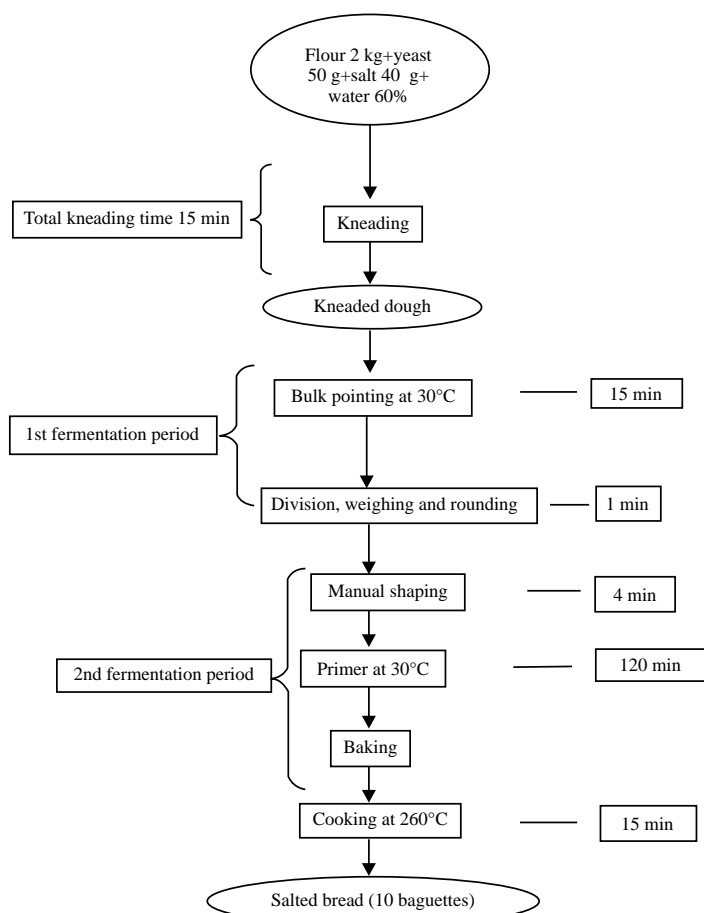 Flour 2 kg+yeast
50 g+salt 40 g+
water 60%
Total kneading time 15 min
Kneading
Kneaded dough
Bulk pointing at 30°C
15 min
1st fermentation period
Division, weighing and rounding
1 min
Manual shaping
4 min
Primer at 30°C
120 min
2nd fermentation period
Baking
Cooking at 260°C
15 min
Salted bread (10 baguettes)